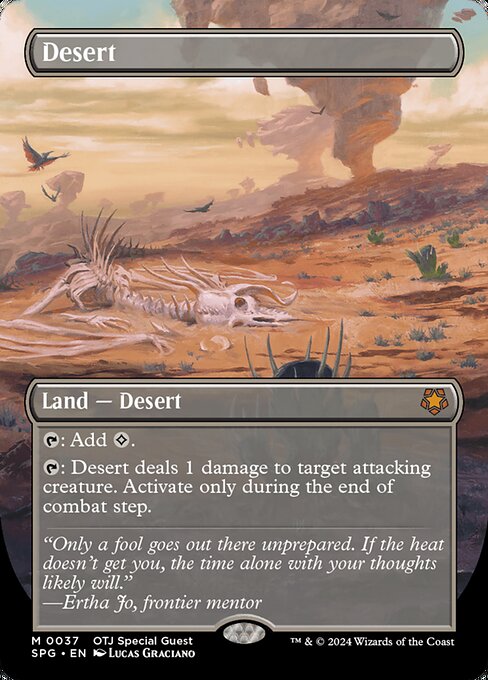 Desert
Land — Desert
: Add .
: Desert deals 1 damage to target attacking
creature. Activate only during the end of
combat step.
“Only a fool goes out there unprepared. If the heat
doesn’t get you, the time alone with your thoughts
likely will.”
—Ertha Jo, frontier mentor
M 0037 OTJ Special Guest
SPG • EN Lucas Graciano
™ & © 2024 Wizards of the Coast